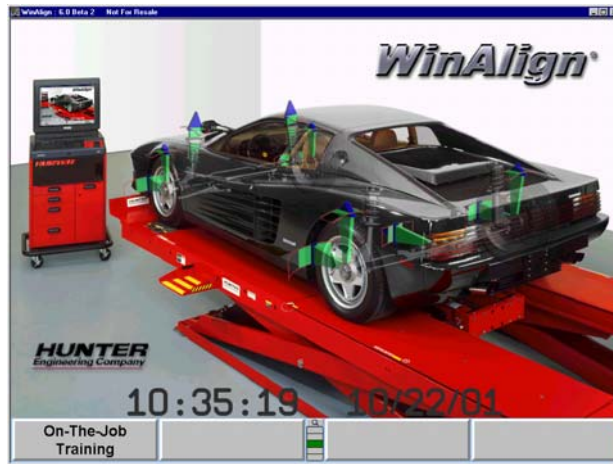 WinAlign : 6.0 Beta 2 Not For Resale
WinAlign
HUNTER
HUNTER
Engineering Company
10:35:19 10/22/01
On-The-Job
Training